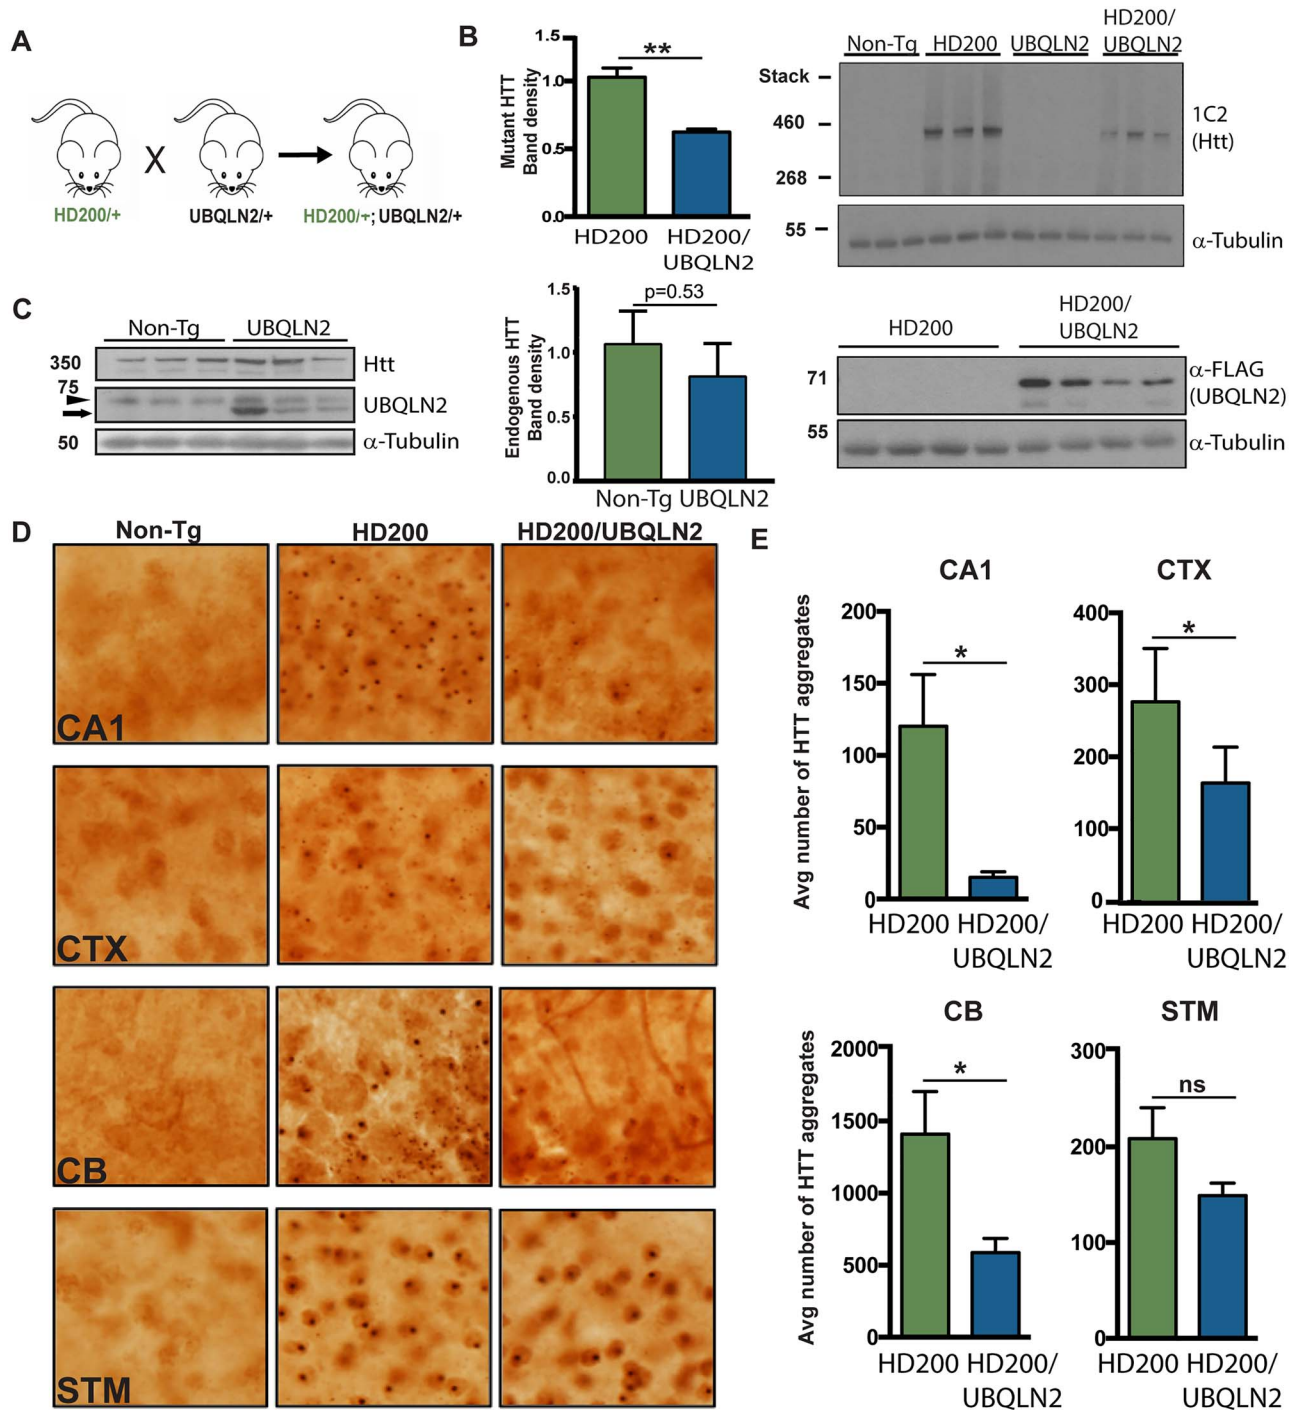 A
HD200/+
X
UBQLN2/+
HD200/+; UBQLN2/+
B
Mutant HTT
Band density
1.5
1.0
0.5
0.0
**
HD200
HD200/
UBQLN2
Non-Tg
HD200
UBQLN2
HD200/
UBQLN2
Stack
460
268
55
1C2
(Htt)
α-Tubulin
C
Non-Tg
UBQLN2
350
75
50
Htt
UBQLN2
α-Tubulin
Endogenous HTT
Band density
1.5
1.0
0.5
0.0
p=0.53
Non-Tg
UBQLN2
HD200
HD200/
UBQLN2
71
55
α-FLAG
(UBQLN2)
α-Tubulin
D
Non-Tg
HD200
HD200/UBQLN2
CA1
CTX
CB
STM
E
CA1
Avg number of HTT aggregates
200
150
100
50
0
*
HD200
HD200/
UBQLN2
CTX
400
300
200
100
0
*
HD200
HD200/
UBQLN2
CB
Avg number of HTT aggregates
2000
1500
1000
500
0
*
HD200
HD200/
UBQLN2
STM
300
200
100
0
ns
HD200
HD200/
UBQLN2